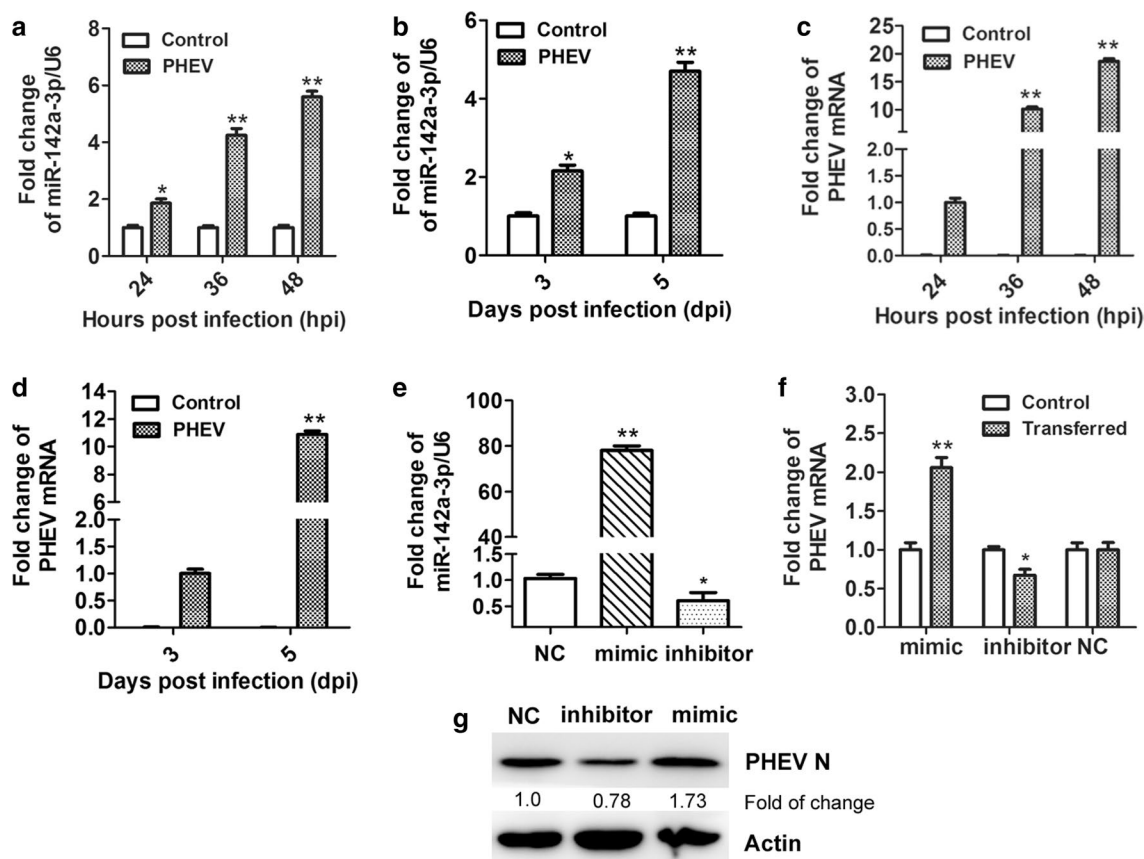 a
Fold change
of miR-142a-3p/U6
8
6
4
2
0
Control
PHEV
*
**
**
24
36
48
Hours post infection (hpi)
b
Fold change of
miR-142a-3p/U6
6
4
2
0
Control
PHEV
*
**
3
5
Days post infection (dpi)
c
Fold change of
PHEV mRNA
25
20
15
10
5
2.0
1.5
1.0
0.5
0.0
Control
PHEV
**
**
24
36
48
Hours post infection (hpi)
d
Fold change of
PHEV mRNA
14
12
10
8
6
4
2.0
1.5
1.0
0.5
0.0
Control
PHEV
**
3
5
Days post infection (dpi)
e
Fold change of
miR-142a-3p/U6
100
80
60
40
1.5
1.0
0.5
**
*
NC
mimic
inhibitor
f
Fold change of
PHEV mRNA
3.0
2.5
2.0
1.5
1.0
0.5
0.0
Control
Transferred
**
*
mimic
inhibitor
NC
g
NC inhibitor mimic
PHEV N
1.0 0.78 1.73 Fold of change
Actin